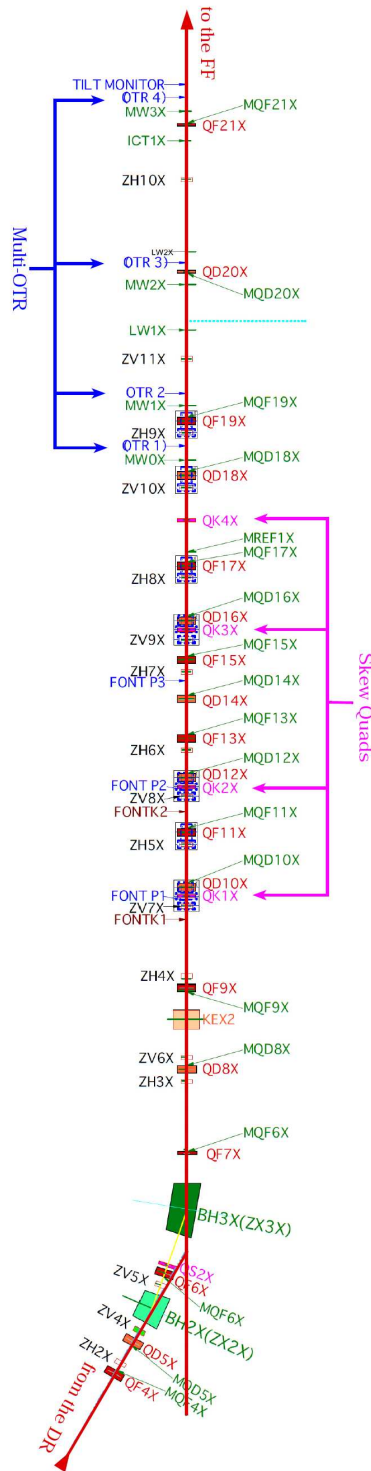 to the FF
TILT MONITOR
(OTR 4)
MQF21X
MW3X
QF21X
ICT1X
ZH10X
LW2X
(OTR 3)
QD20X
MW2X
MQD20X
Multi-OTR
LW1X
ZV11X
OTR 2
MQF19X
MW1X
QF19X
ZH9X
(OTR 1)
MQD18X
MW0X
QD18X
ZV10X
QK4X
MREF1X
MQF17X
QF17X
ZH8X
MQD16X
QD16X
QK3X
ZV9X
MQF15X
QF15X
ZH7X
FONT P3
MQD14X
QD14X
Skew Quads
MQF13X
QF13X
ZH6X
MQD12X
QD12X
FONT P2
QK2X
ZV8X
FONTK2
MQF11X
QF11X
ZH5X
MQD10X
QD10X
FONT P1
QK1X
ZV7X
FONTK1
ZH4X
QF9X
MQF9X
KEX2
MQD8X
ZV6X
QD8X
ZH3X
MQF6X
QF7X
BH3X(ZX3X)
QS2X
ZV5X
QF6X
MQF6X
BH2X(ZX2X)
ZV4X
QD5X
MQD5X
ZH2X
QF4X
MQF4X
from the DR